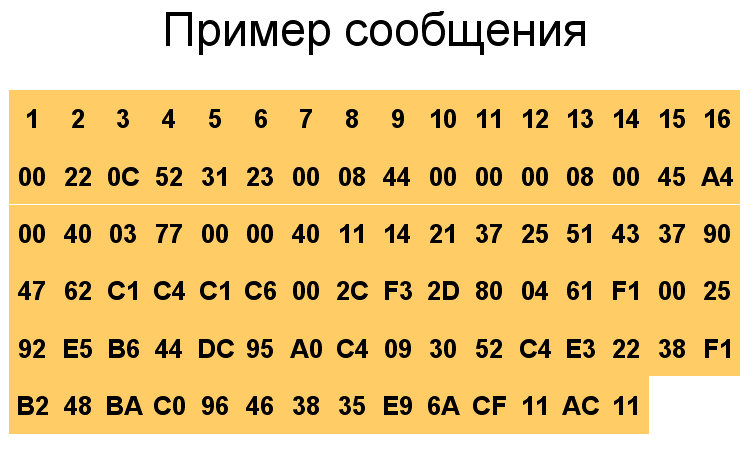 Пример сообщения
1 2 3 4 5 6 7 8 9 10 11 12 13 14 15 16
00 22 0C 52 31 23 00 08 44 00 00 00 08 00 45 A4
00 40 03 77 00 00 40 11 14 21 37 25 51 43 37 90
47 62 C1 C4 C1 C6 00 2C F3 2D 80 04 61 F1 00 25
92 E5 B6 44 DC 95 A0 C4 09 30 52 C4 E3 22 38 F1
B2 48 BA C0 96 46 38 35 E9 6A CF 11 AC 11